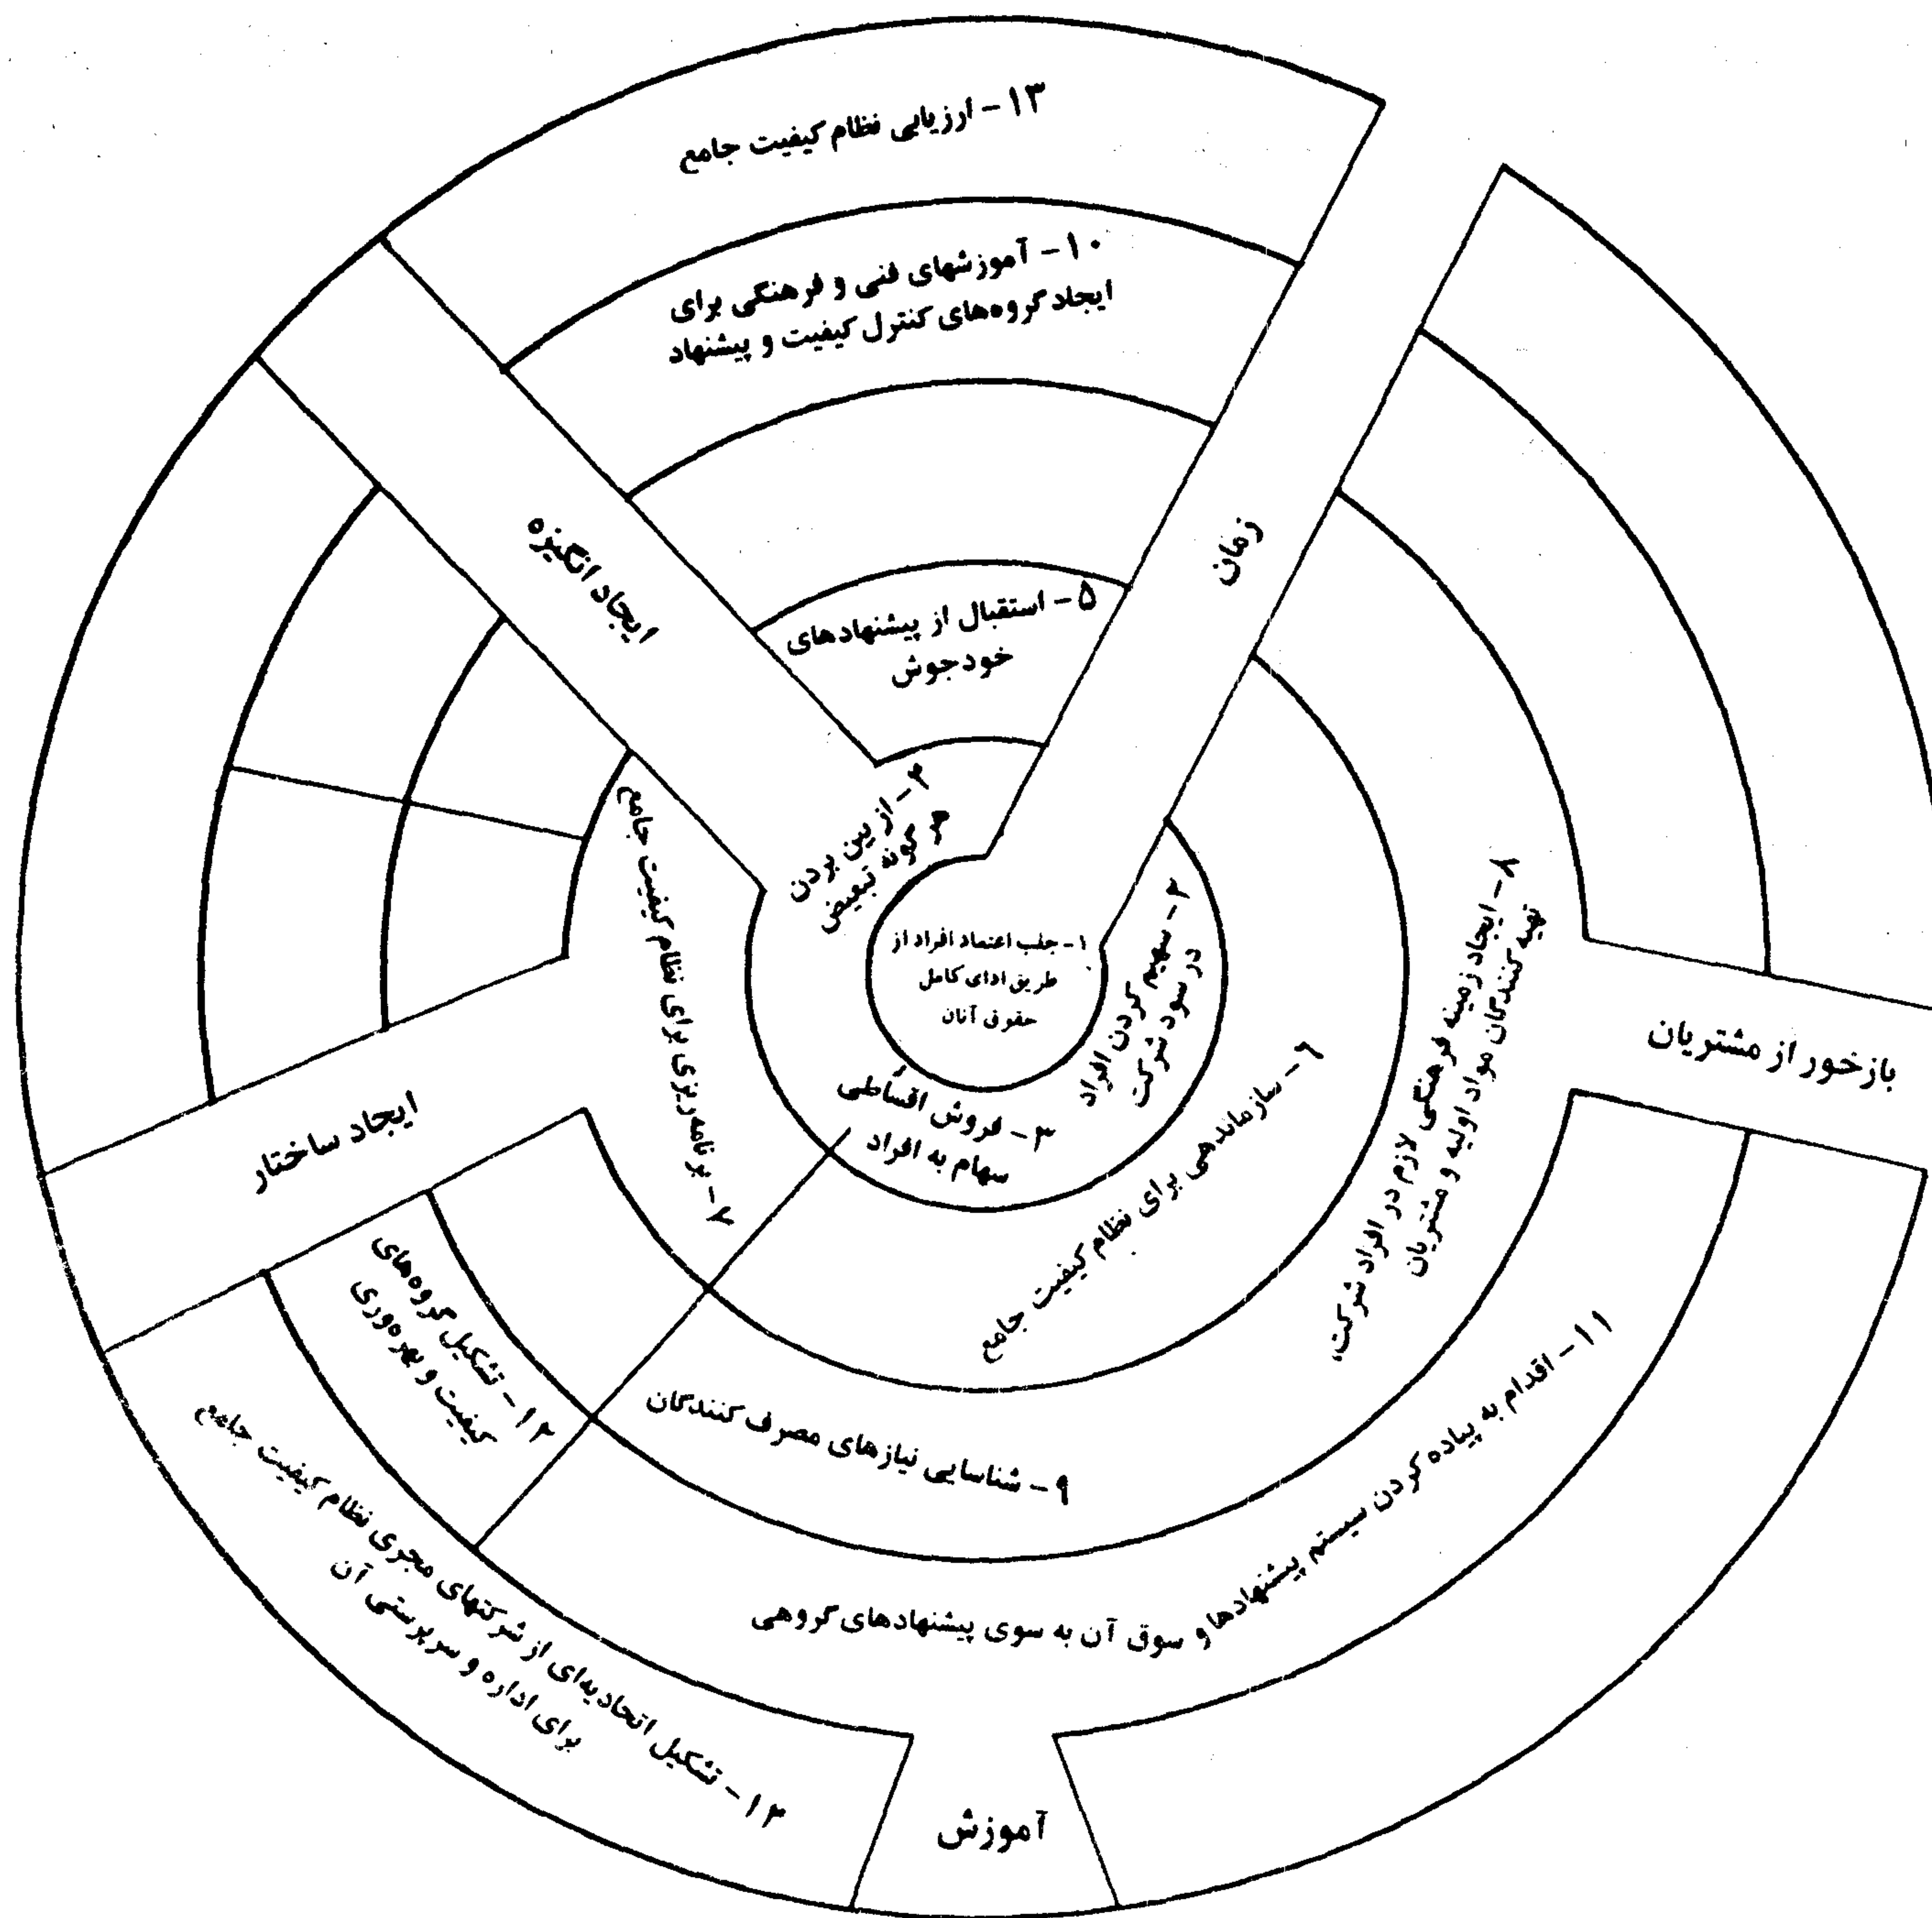 ۱- جلب اعتماد افراد از
طریق ادای کامل
حقوق آنان
۲- از بین بردن
تبعیض
۲- سهیم کردن افراد
در سود شرکت
۳- فروش اقساطی
سهام به افراد
۵- استقبال از پیشنهادهای
خودجوش
۶- سازماندهی برای نظام کیفیت جامع
۷- برنامه‌ریزی برای نظام کیفیت جامع
۸- ایجاد زمینه فرهنگی لازم در افراد شرکت
کنندگان مواد اولیه و مشتریان
۹- شناسایی نیازهای مصرف کنندگان
۱۰- آموزشهای فنی و فرهنگی برای
ایجاد گروه‌های کنترل کیفیت و پیشنهاد
۱۱- اقدام به پیاده کردن سیستم پیشنهادها و سوق آن به سوی پیشنهادهای گروهی
۱۲- تشکیل گروه‌های
کیفیت و بهره‌وری
۱۲- تشکیل اتحادیه‌ای از شرکتهای مجری نظام کیفیت جامع
برای اداره و سرپرستی آن
۱۳- ارزیابی نظام کیفیت جامع
ایجاد انگیزه
زمان
بازخور از مشتریان
آموزش
ایجاد ساختار